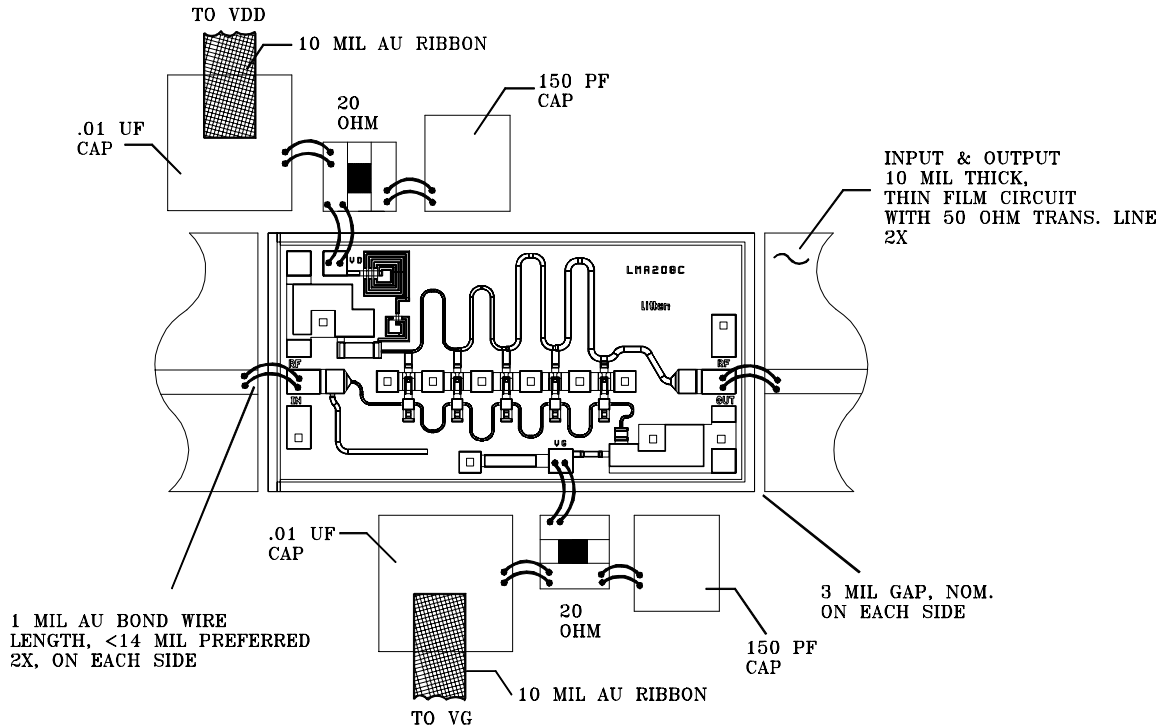 TO VDD
10 MIL AU RIBBON
150 PF
CAP
20
OHM
.01 UF
CAP
INPUT & OUTPUT
10 MIL THICK,
THIN FILM CIRCUIT
WITH 50 OHM TRANS. LINE
2X
VD
LMA208C
Litton
RF
IN
RF
OUT
VG
.01 UF
CAP
3 MIL GAP, NOM.
ON EACH SIDE
20
OHM
1 MIL AU BOND WIRE
LENGTH, <14 MIL PREFERRED
2X, ON EACH SIDE
150 PF
CAP
10 MIL AU RIBBON
TO VG